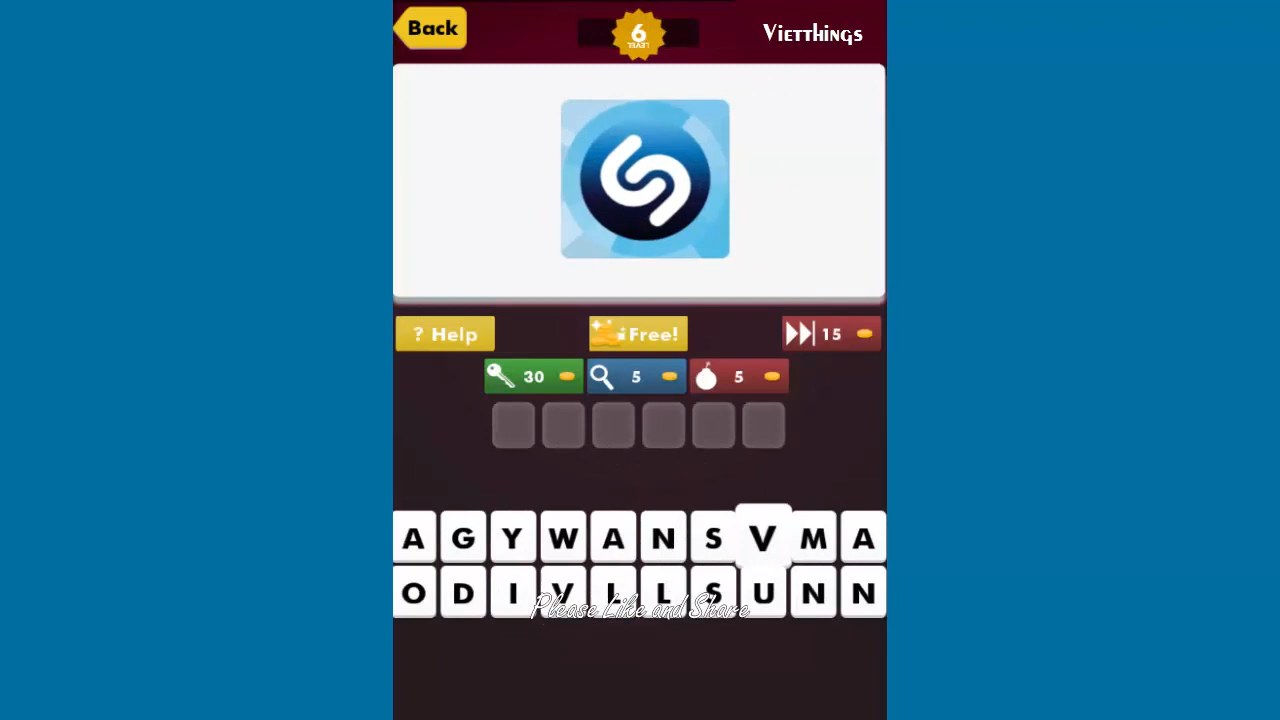 Back
6
LEVEL
Vietthings
? Help
Free!
15
30
5
5
A G Y W A N S V M A
O D I V L L S U N N
Please Like and Share